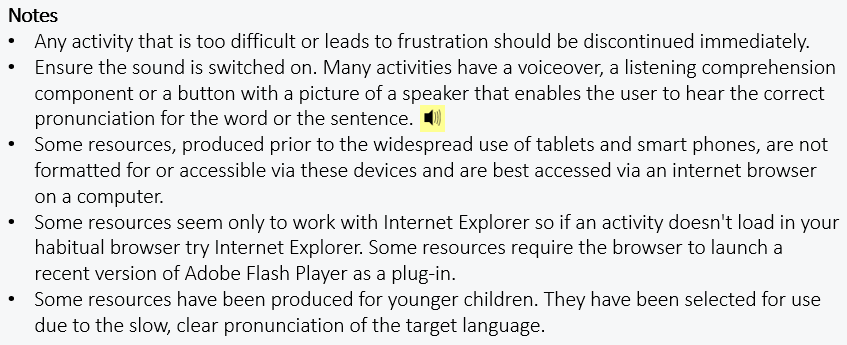 Notes
• Any activity that is too difficult or leads to frustration should be discontinued immediately.
• Ensure the sound is switched on. Many activities have a voiceover, a listening comprehension
component or a button with a picture of a speaker that enables the user to hear the correct
pronunciation for the word or the sentence.
• Some resources, produced prior to the widespread use of tablets and smart phones, are not
formatted for or accessible via these devices and are best accessed via an internet browser
on a computer.
• Some resources seem only to work with Internet Explorer so if an activity doesn't load in your
habitual browser try Internet Explorer. Some resources require the browser to launch a
recent version of Adobe Flash Player as a plug-in.
• Some resources have been produced for younger children. They have been selected for use
due to the slow, clear pronunciation of the target language.